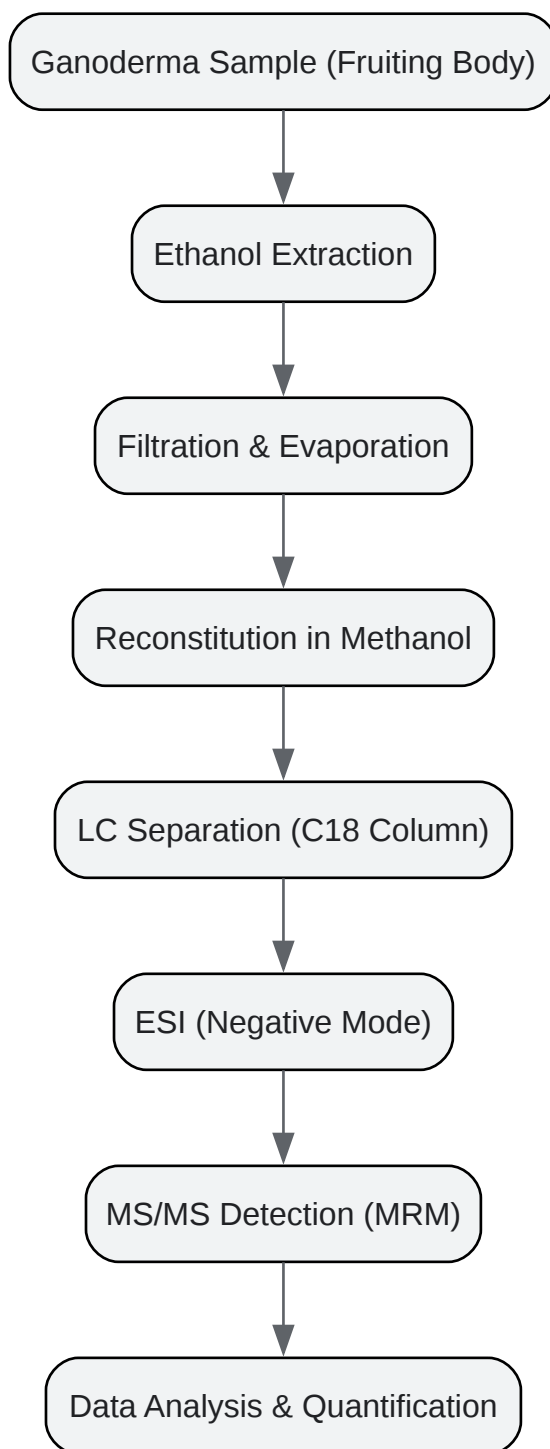 Ganoderma Sample (Fruiting Body)
Ethanol Extraction
Filtration & Evaporation
Reconstitution in Methanol
LC Separation (C18 Column)
ESI (Negative Mode)
MS/MS Detection (MRM)
Data Analysis & Quantification